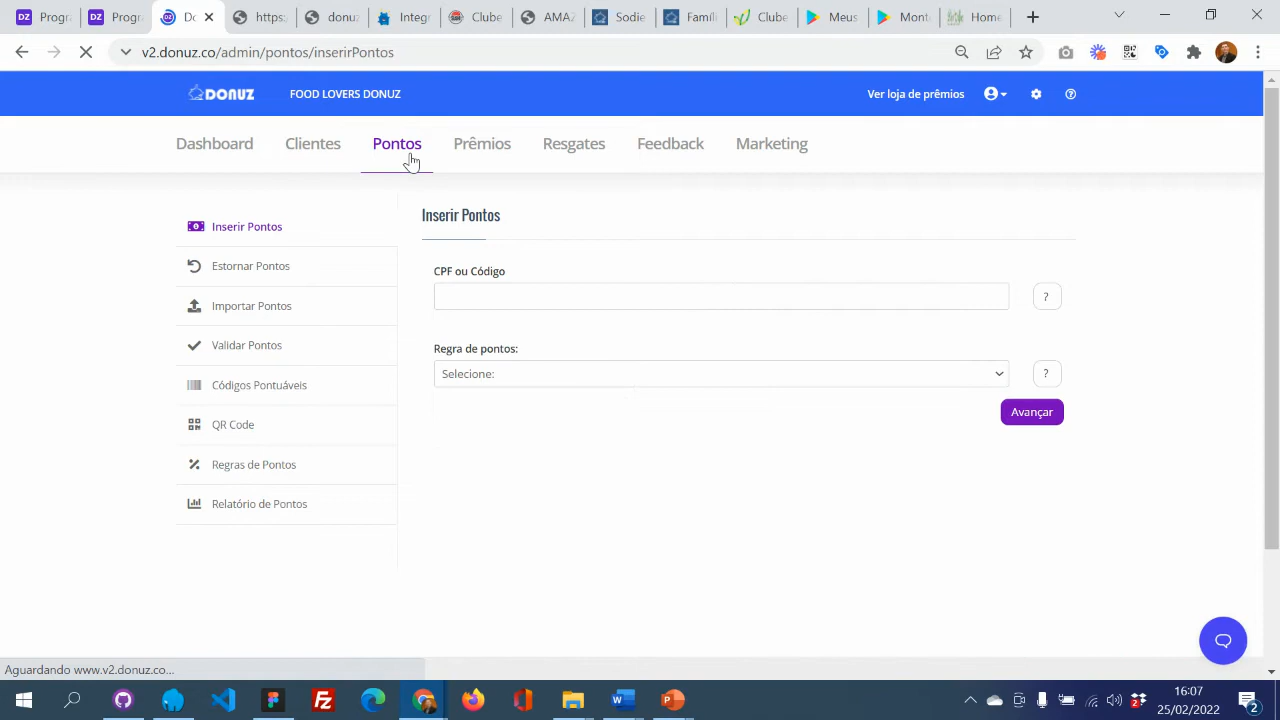 Progr
Progr
Do
https:
donu
Integr
Clube
AMAZ
Sodie
Famíl
Clube
Meus
Mont
Home
v2.donuz.co/admin/pontos/inserirPontos
DONUZ
FOOD LOVERS DONUZ
Ver loja de prêmios
Dashboard
Clientes
Pontos
Prêmios
Resgates
Feedback
Marketing
Inserir Pontos
Estornar Pontos
Importar Pontos
Validar Pontos
Códigos Pontuáveis
QR Code
Regras de Pontos
Relatório de Pontos
Inserir Pontos
CPF ou Código
?
Regra de pontos:
Selecione:
?
Avançar
Aguardando www.v2.donuz.co...
16:07
25/02/2022
2